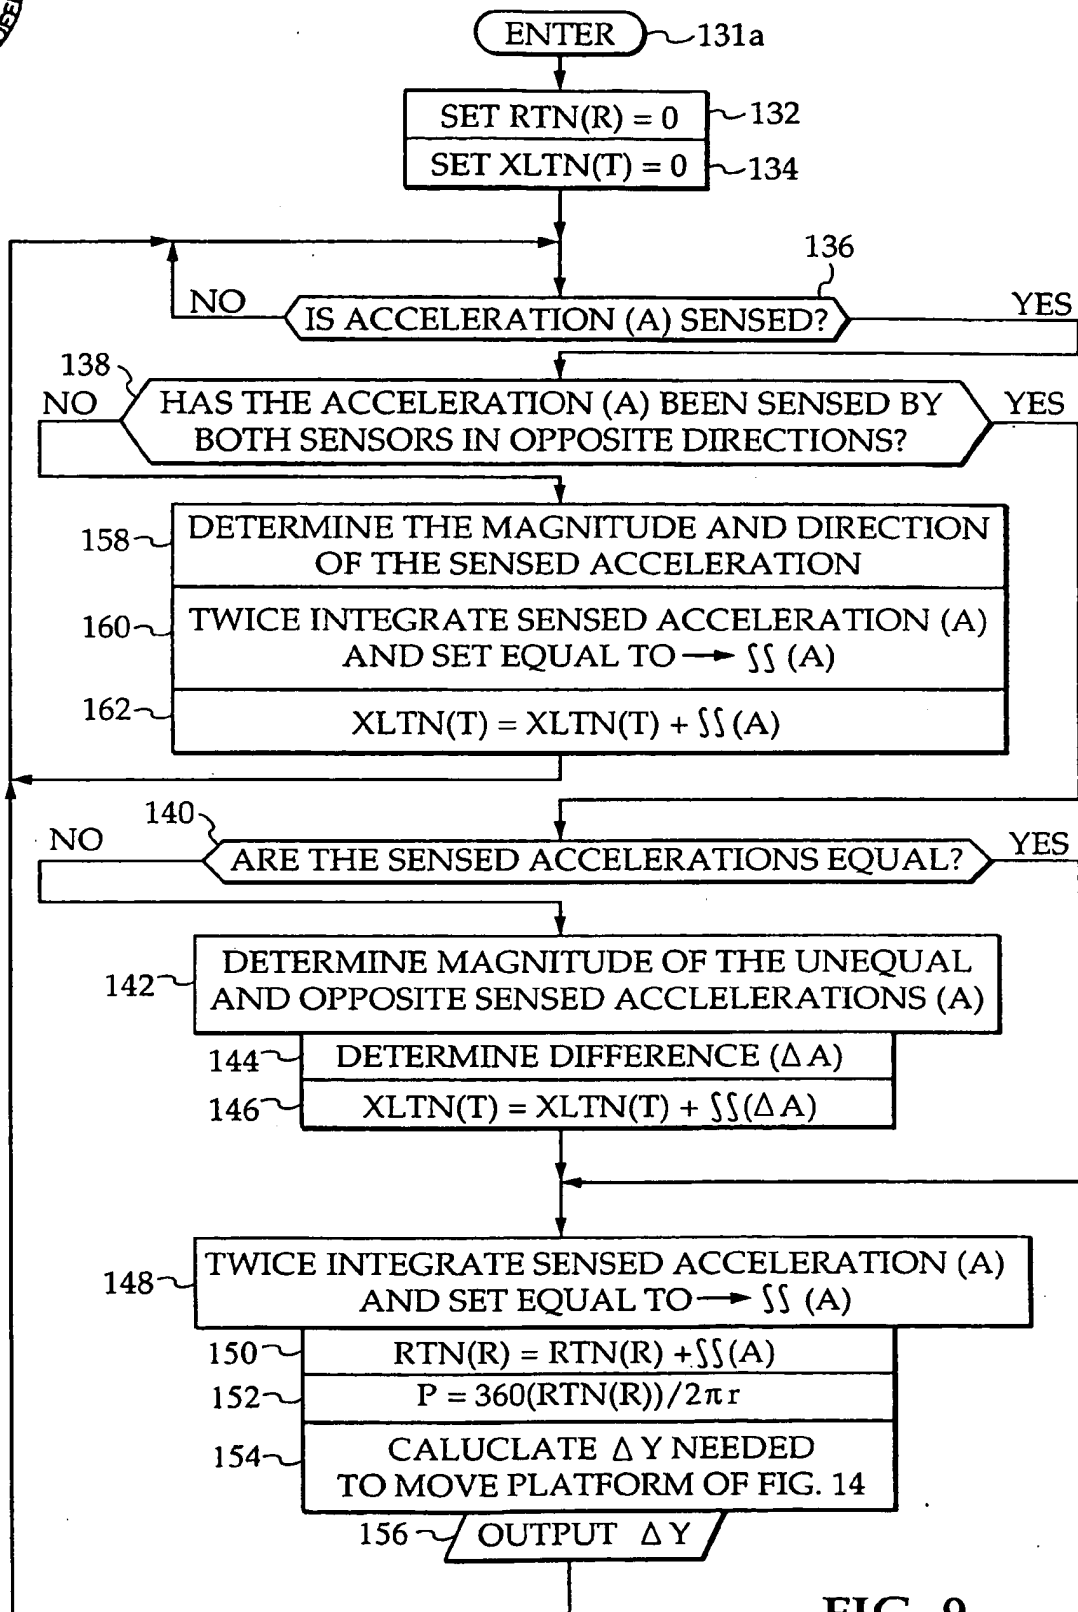 ENTER 131a
SET RTN(R) = 0 132
SET XLTN(T) = 0 134
136
NO IS ACCELERATION (A) SENSED? YES
138
NO HAS THE ACCELERATION (A) BEEN SENSED BY YES
BOTH SENSORS IN OPPOSITE DIRECTIONS?
158 DETERMINE THE MAGNITUDE AND DIRECTION
OF THE SENSED ACCELERATION
160 TWICE INTEGRATE SENSED ACCELERATION (A)
AND SET EQUAL TO → ∫∫ (A)
162 XLTN(T) = XLTN(T) + ∫∫(A)
140
NO ARE THE SENSED ACCELERATIONS EQUAL? YES
142 DETERMINE MAGNITUDE OF THE UNEQUAL
AND OPPOSITE SENSED ACCLELERATIONS (A)
144 DETERMINE DIFFERENCE (Δ A)
146 XLTN(T) = XLTN(T) + ∫∫(Δ A)
148 TWICE INTEGRATE SENSED ACCELERATION (A)
AND SET EQUAL TO → ∫∫ (A)
150 RTN(R) = RTN(R) +∫∫(A)
152 P = 360(RTN(R))/2πr
154 CALUCLATE Δ Y NEEDED
TO MOVE PLATFORM OF FIG. 14
156 OUTPUT Δ Y
FIG. 9